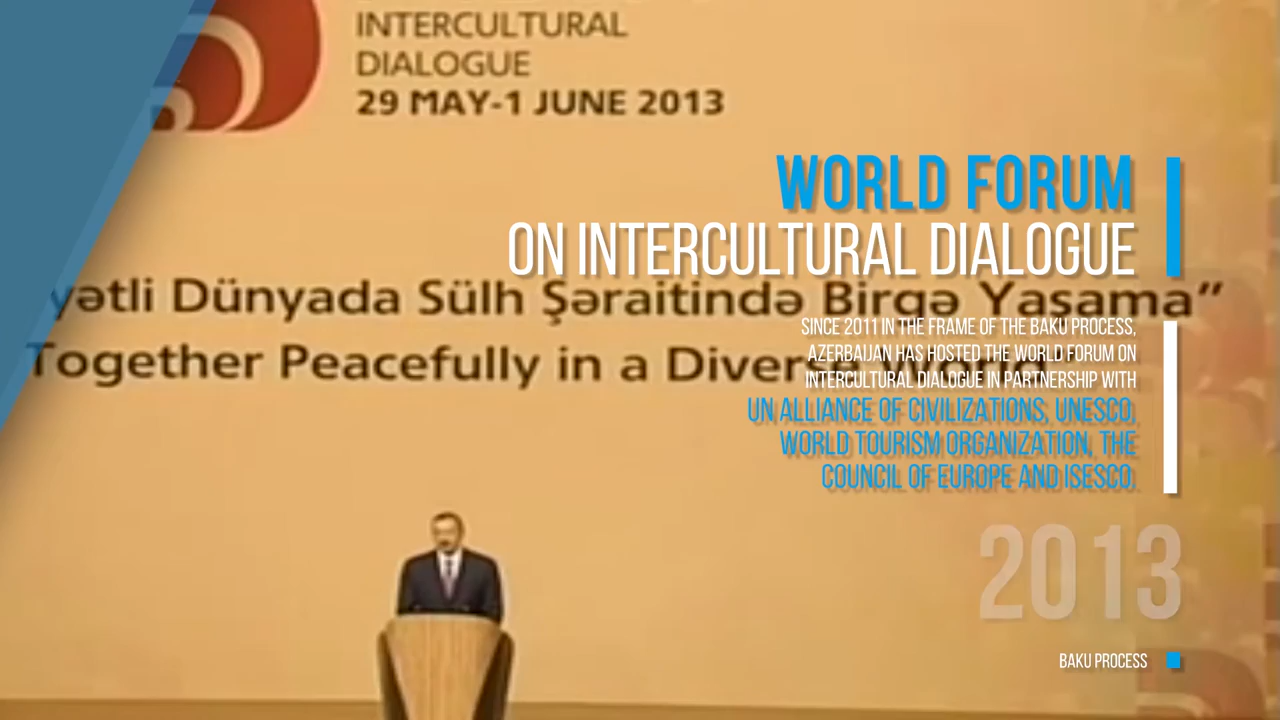 INTERCULTURAL
DIALOGUE
29 MAY-1 JUNE 2013
WORLD FORUM
ON INTERCULTURAL DIALOGUE
yətli Dünyada Sülh Şəraitində Birgə Yaşama”
Together Peacefully in a Diverse World
SINCE 2011 IN THE FRAME OF THE BAKU PROCESS,
AZERBAIJAN HAS HOSTED THE WORLD FORUM ON
INTERCULTURAL DIALOGUE IN PARTNERSHIP WITH
UN ALLIANCE OF CIVILIZATIONS, UNESCO,
WORLD TOURISM ORGANIZATION, THE
COUNCIL OF EUROPE AND ISESCO.
2013
BAKU PROCESS